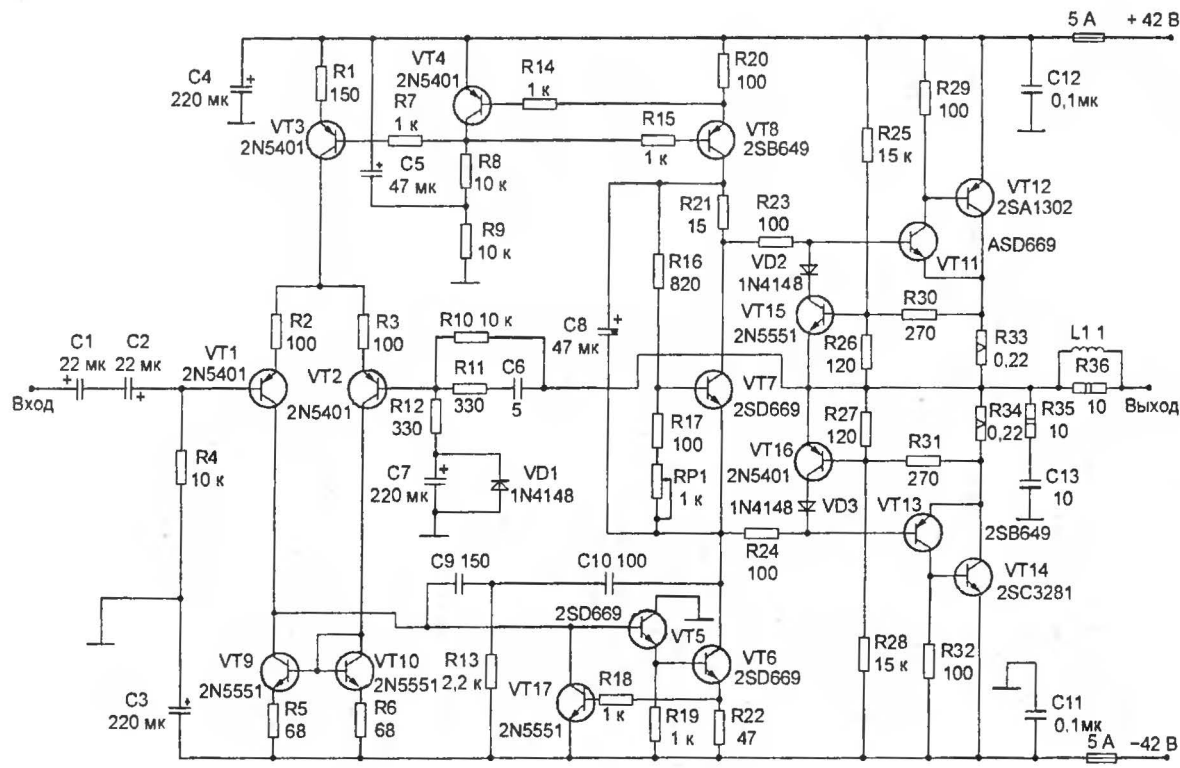 5 А
+ 42 В
C4
220 мк
R1
150
VT4
2N5401
R14
1 к
R20
100
R29
100
C12
0,1мк
VT3
2N5401
R7
1 к
C5
47 мк
R8
10 к
R15
1 к
VT8
2SB649
R25
15 к
VT12
2SA1302
R9
10 к
R21
15
R23
100
ASD669
VT11
R16
820
VD2
1N4148
R2
100
R3
100
R10 10 к
C8
47 мк
VT15
2N5551
R30
270
R26
120
R33
0,22
L1 1
R36
10
C1
22 мк
C2
22 мк
VT1
2N5401
VT2
2N5401
R11
330
C6
5
VT7
2SD669
Вход
Выход
R12
330
R17
100
R27
120
R34
0,22
R35
10
R4
10 к
C7
220 мк
VD1
1N4148
RP1
1 к
VT16
2N5401
R31
270
C13
10
1N4148
VD3
VT13
2SB649
R24
100
VT14
2SC3281
C9 150
C10 100
2SD669
VT5
VT6
2SD669
VT9
2N5551
VT10
2N5551
R13
2,2 к
VT17
2N5551
R18
1 к
R28
15 к
R32
100
C3
220 мк
R5
68
R6
68
R19
1 к
R22
47
C11
0,1мк
5 А
−42 В